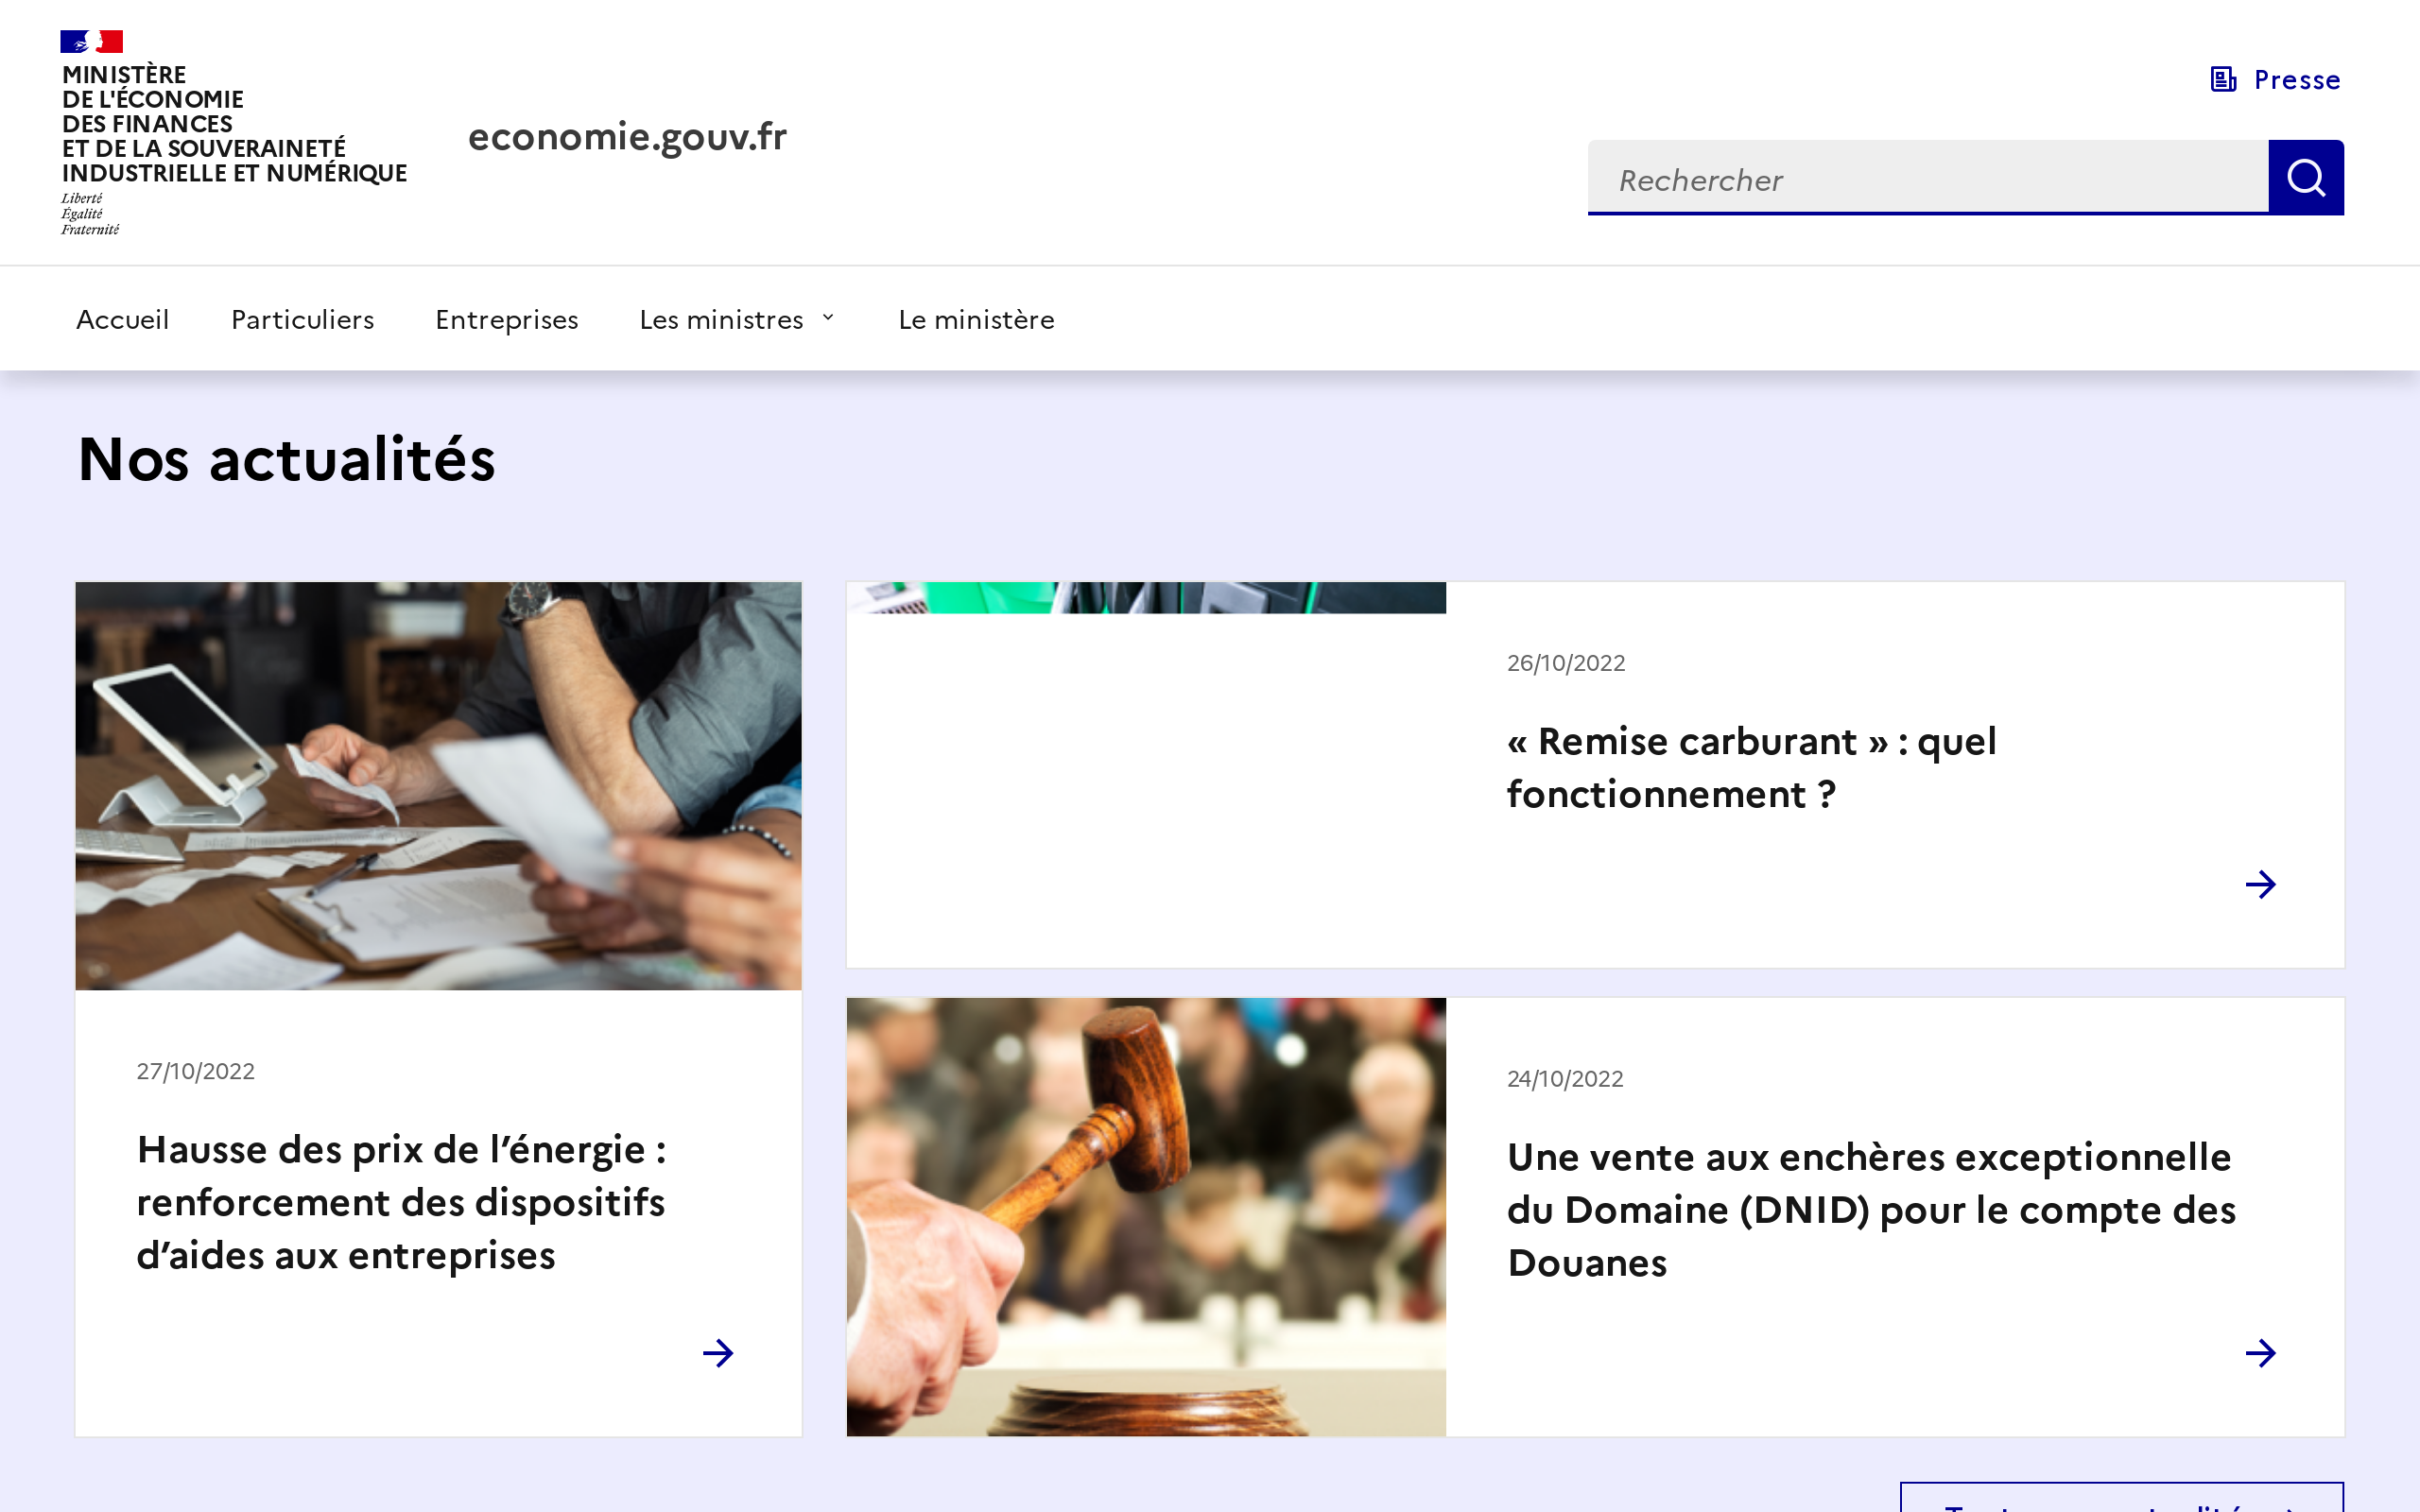 MINISTÈRE
DE L'ÉCONOMIE
DES FINANCES
ET DE LA SOUVERAINETÉ
INDUSTRIELLE ET NUMÉRIQUE
Liberté
Égalité
Fraternité
economie.gouv.fr
Presse
Rechercher
Accueil
Particuliers
Entreprises
Les ministres
Le ministère
Nos actualités
27/10/2022
Hausse des prix de l’énergie :
renforcement des dispositifs
d’aides aux entreprises
26/10/2022
« Remise carburant » : quel
fonctionnement ?
24/10/2022
Une vente aux enchères exceptionnelle
du Domaine (DNID) pour le compte des
Douanes